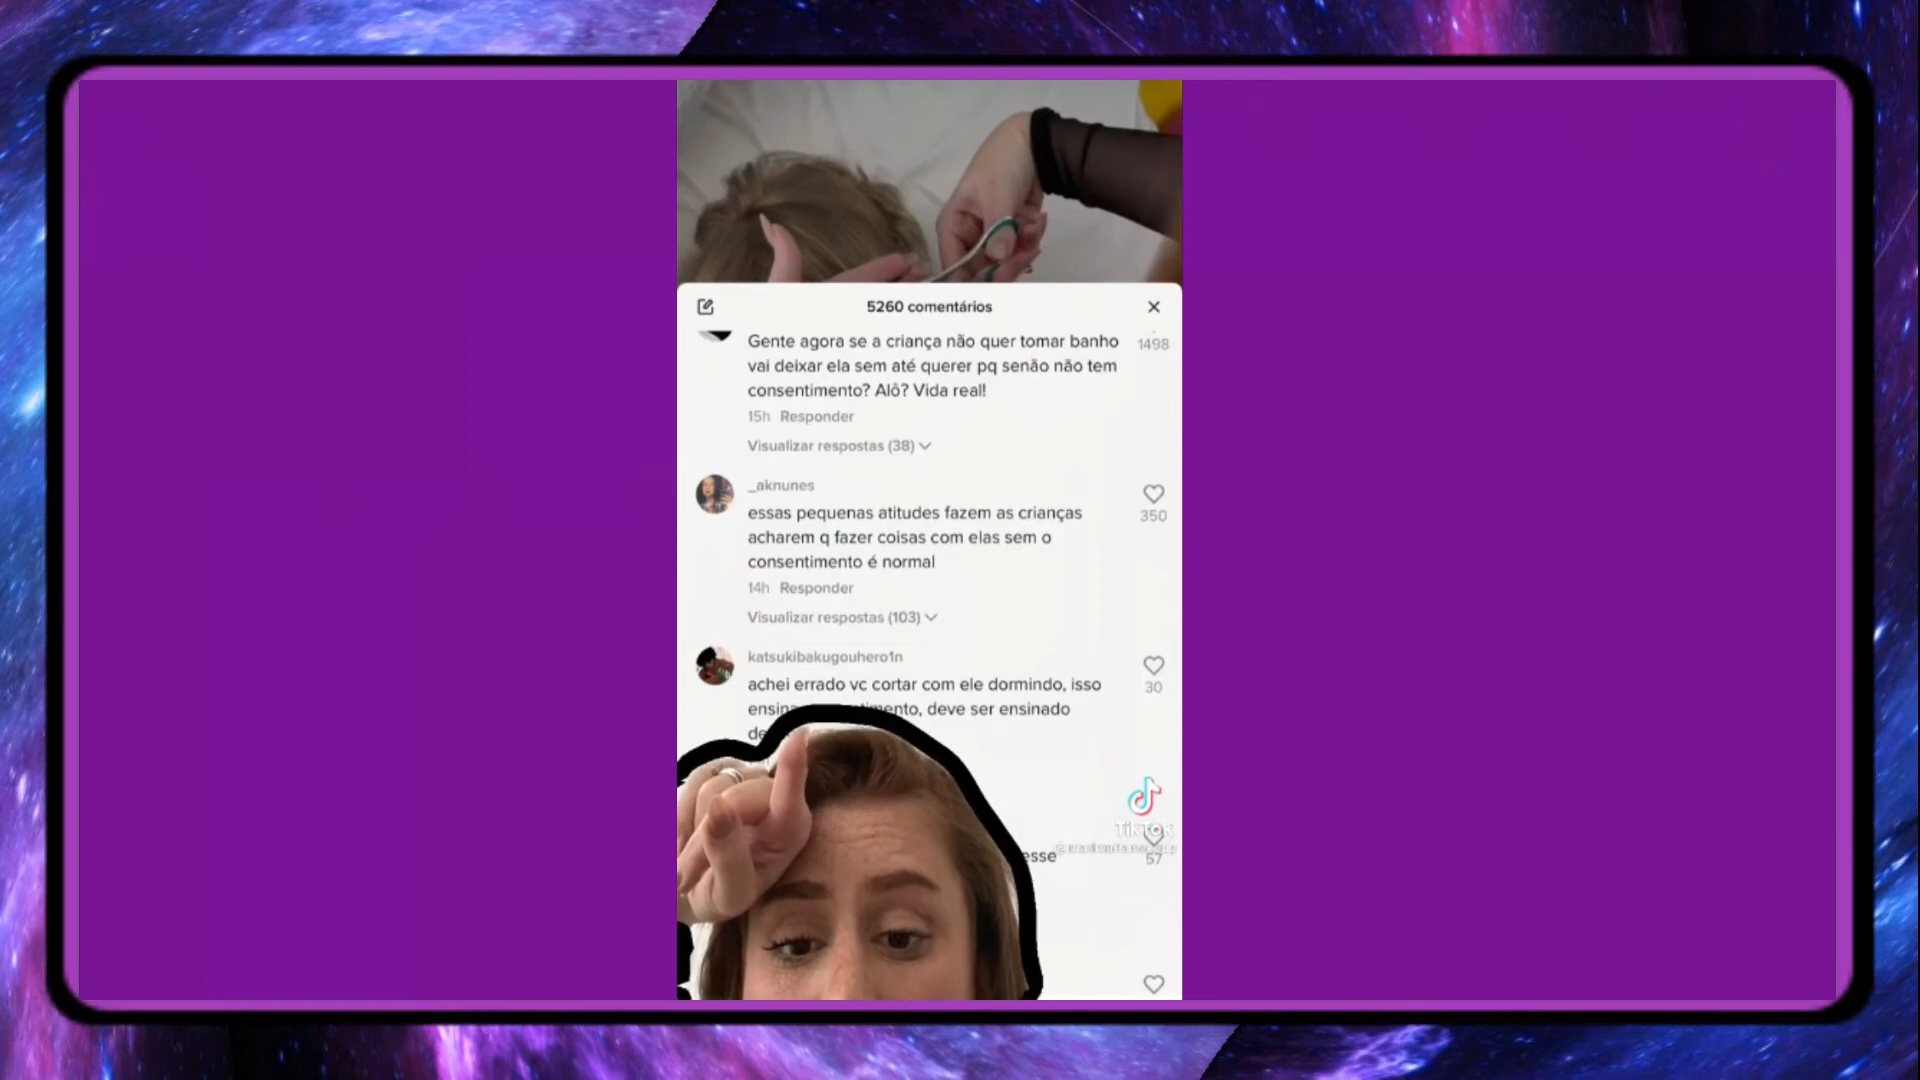 5260 comentários
Gente agora se a criança não quer tomar banho
1498
vai deixar ela sem até querer pq senão não tem
consentimento? Alô? Vida real!
15h Responder
Visualizar respostas (38)
_aknunes
essas pequenas atitudes fazem as crianças
acharem q fazer coisas com elas sem o
350
consentimento é normal
14h Responder
Visualizar respostas (103)
katsukibakugouhero1n
achei errado vc cortar com ele dormindo, isso
30
deve ser ensinado
TikTok
esse
57